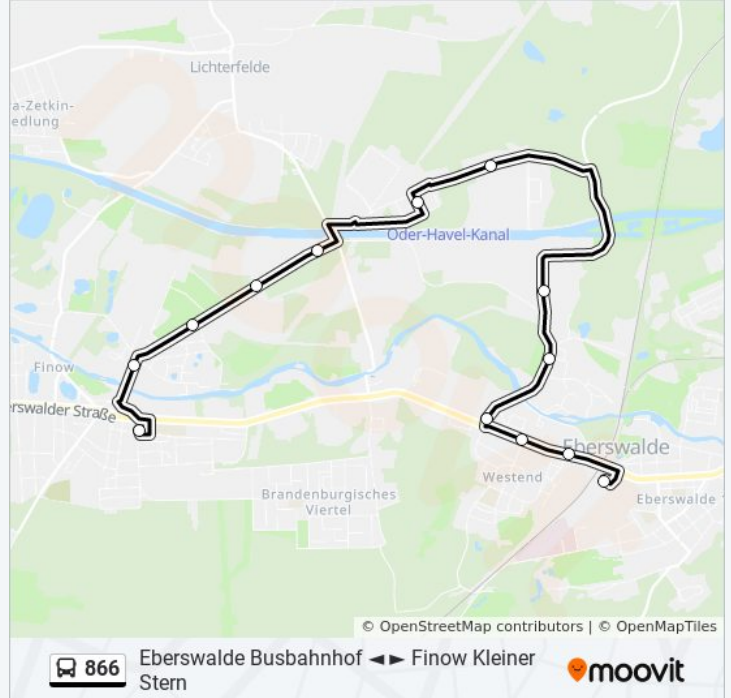 Lichterfelde
a-Zetkin-
edlung
Oder-Havel-Kanal
Finow
erswalder Straße
Eberswalde
Westend
Brandenburgisches
Viertel
Eberswalde
© OpenStreetMap contributors | © OpenMapTiles
866
Eberswalde Busbahnhof ◄ ► Finow Kleiner
Stern
moovit